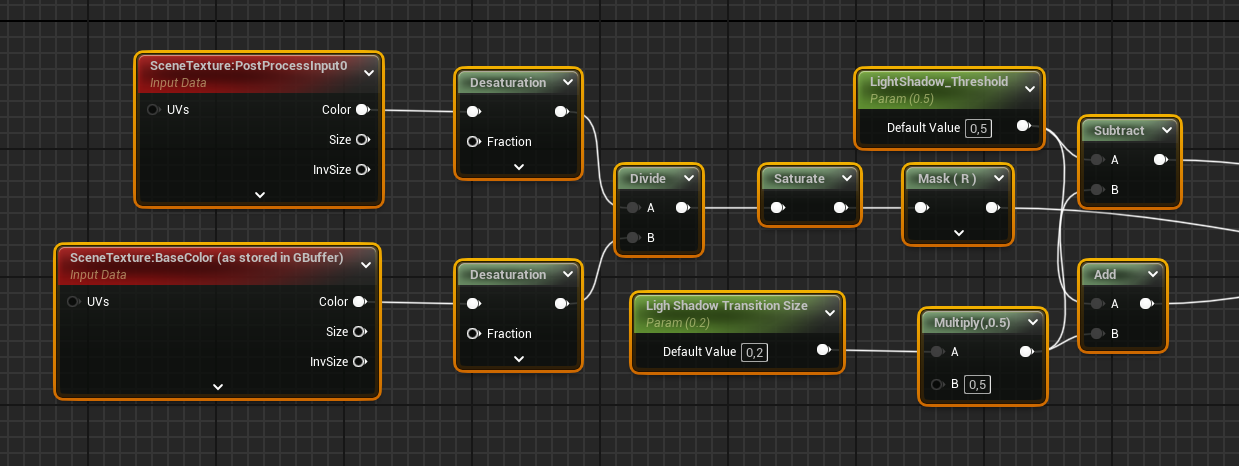 SceneTexture:PostProcessInput0
Input Data
UVs
Color
Size
InvSize
Desaturation
Fraction
SceneTexture:BaseColor (as stored in GBuffer)
Input Data
UVs
Color
Size
InvSize
Desaturation
Fraction
Divide
A
B
Saturate
Mask ( R )
LightShadow_Threshold
Param (0.5)
Default Value 0,5
Ligh Shadow Transition Size
Param (0.2)
Default Value 0,2
Multiply(,0.5)
A
B 0,5
Subtract
A
B
Add
A
B